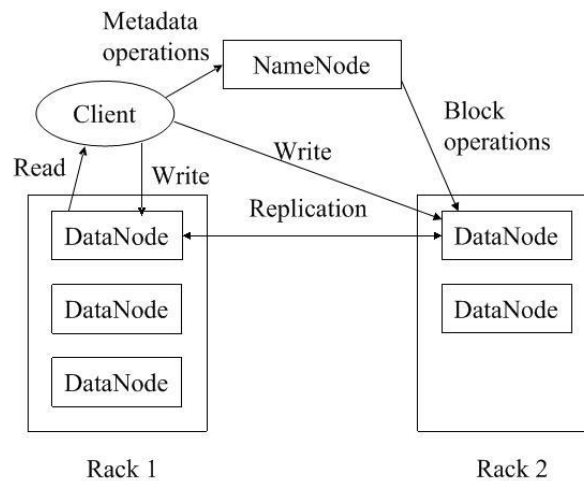 Metadata
operations
NameNode
Client
Block
operations
Read
Write
Write
Replication
DataNode
DataNode
DataNode
DataNode
DataNode
Rack 1
Rack 2